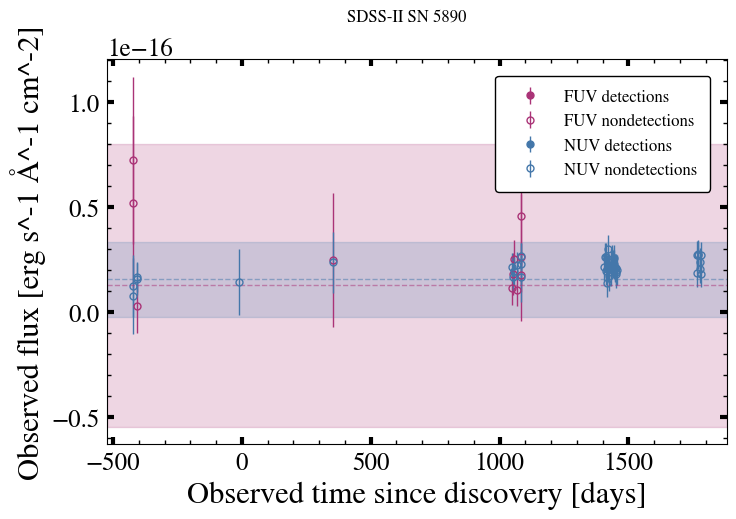 SDSS-II SN 5890
1e−16
1.0
0.5
0.0
−0.5
−500
0
500
1000
1500
Observed time since discovery [days]
Observed flux [erg s^-1 Å^-1 cm^-2]
FUV detections
FUV nondetections
NUV detections
NUV nondetections